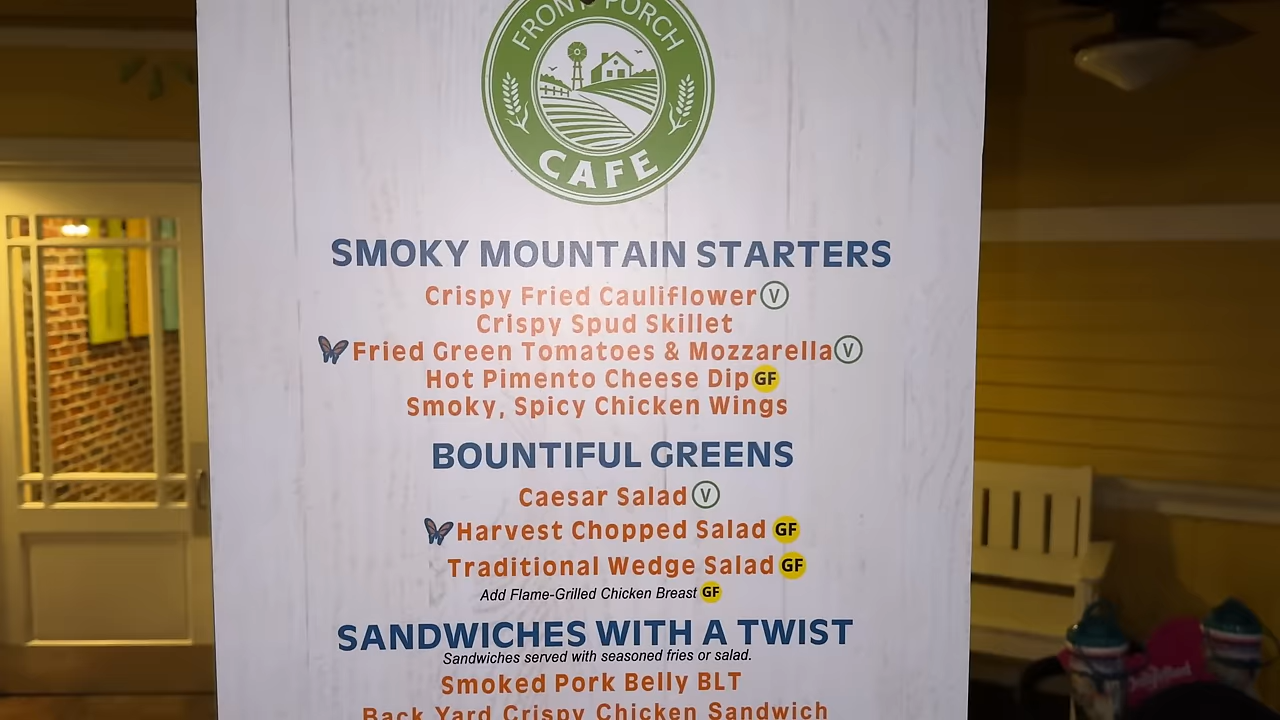 FRONT PORCH
CAFE
SMOKY MOUNTAIN STARTERS
Crispy Fried Cauliflower V
Crispy Spud Skillet
Fried Green Tomatoes & Mozzarella V
Hot Pimento Cheese Dip GF
Smoky, Spicy Chicken Wings
BOUNTIFUL GREENS
Caesar Salad V
Harvest Chopped Salad GF
Traditional Wedge Salad GF
Add Flame-Grilled Chicken Breast GF
SANDWICHES WITH A TWIST
Sandwiches served with seasoned fries or salad.
Smoked Pork Belly BLT
Back Yard Crispy Chicken Sandwich